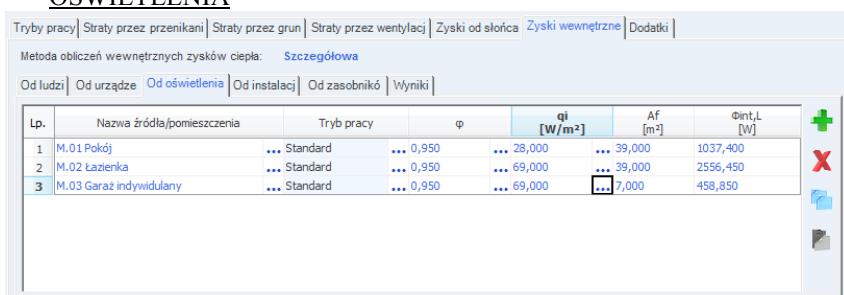 OŚWIETLENIA
Tryby pracy Straty przez przenikani Straty przez grun Straty przez wentylacj Zyski od słońca Zyski wewnętrzne Dodatki
Metoda obliczeń wewnętrznych zysków ciepła: Szczegółowa
Od ludzi Od urządze Od oświetlenia Od instalacj Od zasobnikó Wyniki
Lp. Nazwa źródła/pomieszczenia Tryb pracy φ qi [W/m²] Af [m²] Φint,L [W]
1 M.01 Pokój ... Standard ... 0,950 ... 28,000 ... 39,000 1037,400
2 M.02 Łazienka ... Standard ... 0,950 ... 69,000 ... 39,000 2556,450
3 M.03 Garaż indywidulany ... Standard ... 0,950 ... 69,000 ... 7,000 458,850